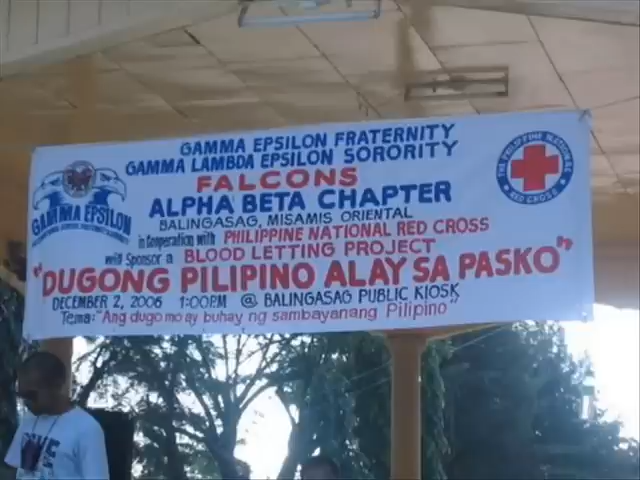 GAMMA EPSILON FRATERNITY
GAMMA LAMBDA EPSILON SORORITY
FALCONS
ALPHA BETA CHAPTER
BALINGASAG, MISAMIS ORIENTAL
in Cooperation with PHILIPPINE NATIONAL RED CROSS
will Sponsor a BLOOD LETTING PROJECT
"DUGONG PILIPINO ALAY SA PASKO"
DECEMBER 2, 2006 1:00P.M @ BALINGASAG PUBLIC KIOSK
Tema: "Ang dugo mo ay buhay ng sambayanang Pilipino"
GAMMA EPSILON
THE PHILIPPINE NATIONAL
RED CROSS